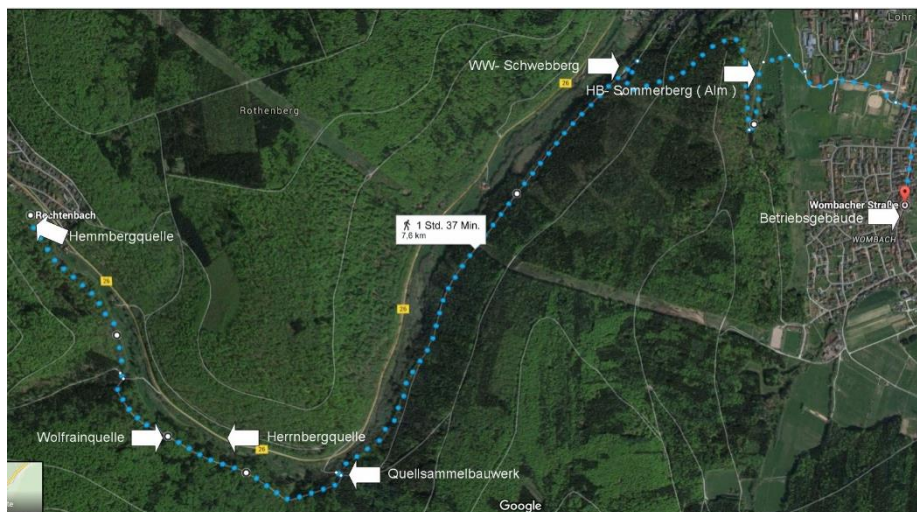 Lohr
WW- Schwebberg
26
HB- Sommerberg ( Alm )
Rothenberg
Wombacher Straße
Rechtenbach
Betriebsgebäude
Hemmbergquelle
1 Std. 37 Min.
7,6 km
WOMBACH
26
26
Wolfrainquelle
Herrnbergquelle
26
Quellsammelbauwerk
Google